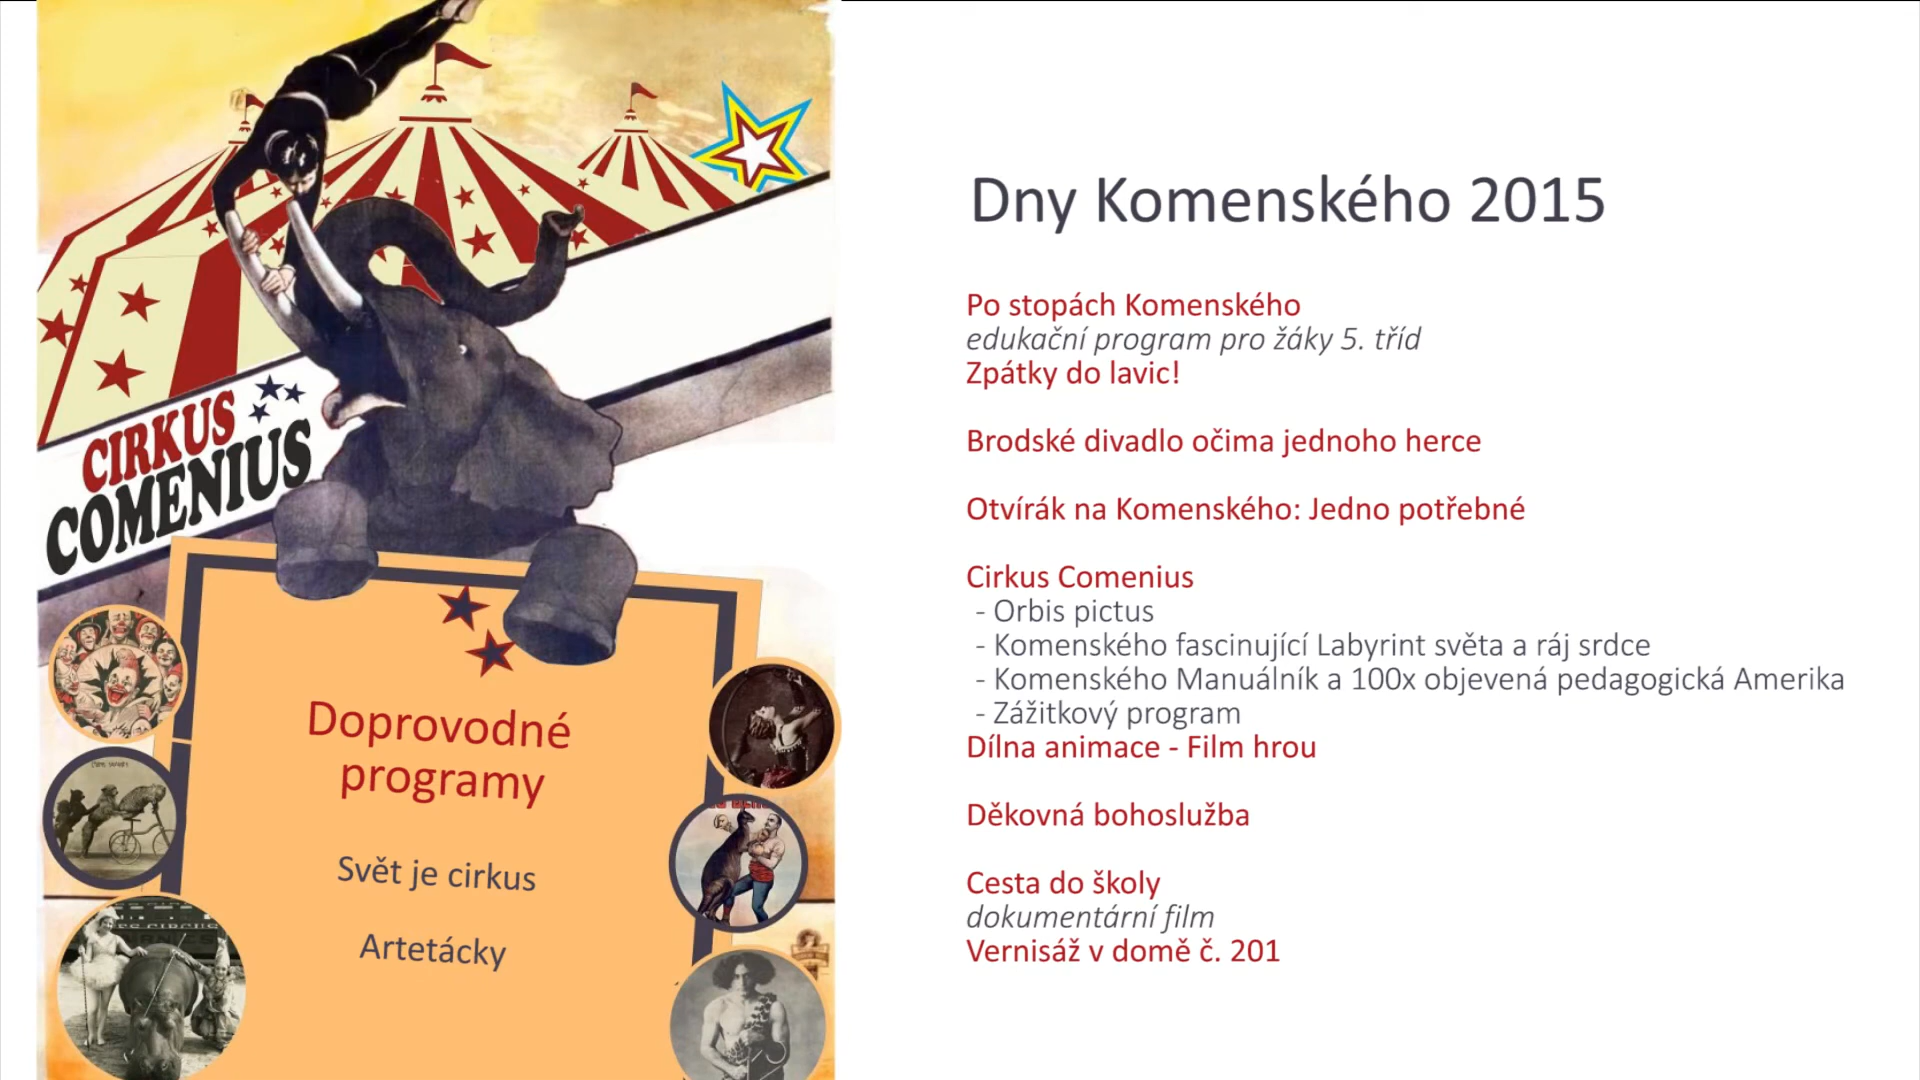 CIRKUS
COMENIUS
Doprovodné
programy
Svět je cirkus
Artetácky
Dny Komenského 2015
Po stopách Komenského
edukační program pro žáky 5. tříd
Zpátky do lavic!
Brodské divadlo očima jednoho herce
Otvírák na Komenského: Jedno potřebné
Cirkus Comenius
- Orbis pictus
- Komenského fascinující Labyrint světa a ráj srdce
- Komenského Manuálník a 100x objevená pedagogická Amerika
- Zážitkový program
Dílna animace - Film hrou
Děkovná bohoslužba
Cesta do školy
dokumentární film
Vernisáž v domě č. 201